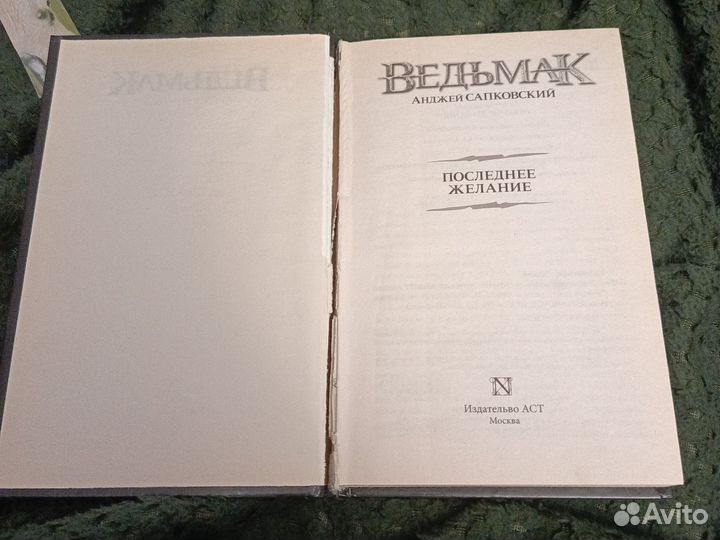 ВЕДЬМАК
АНДЖЕЙ САПКОВСКИЙ
ПОСЛЕДНЕЕ
ЖЕЛАНИЕ
N
Издательво АСТ
Москва
Avito